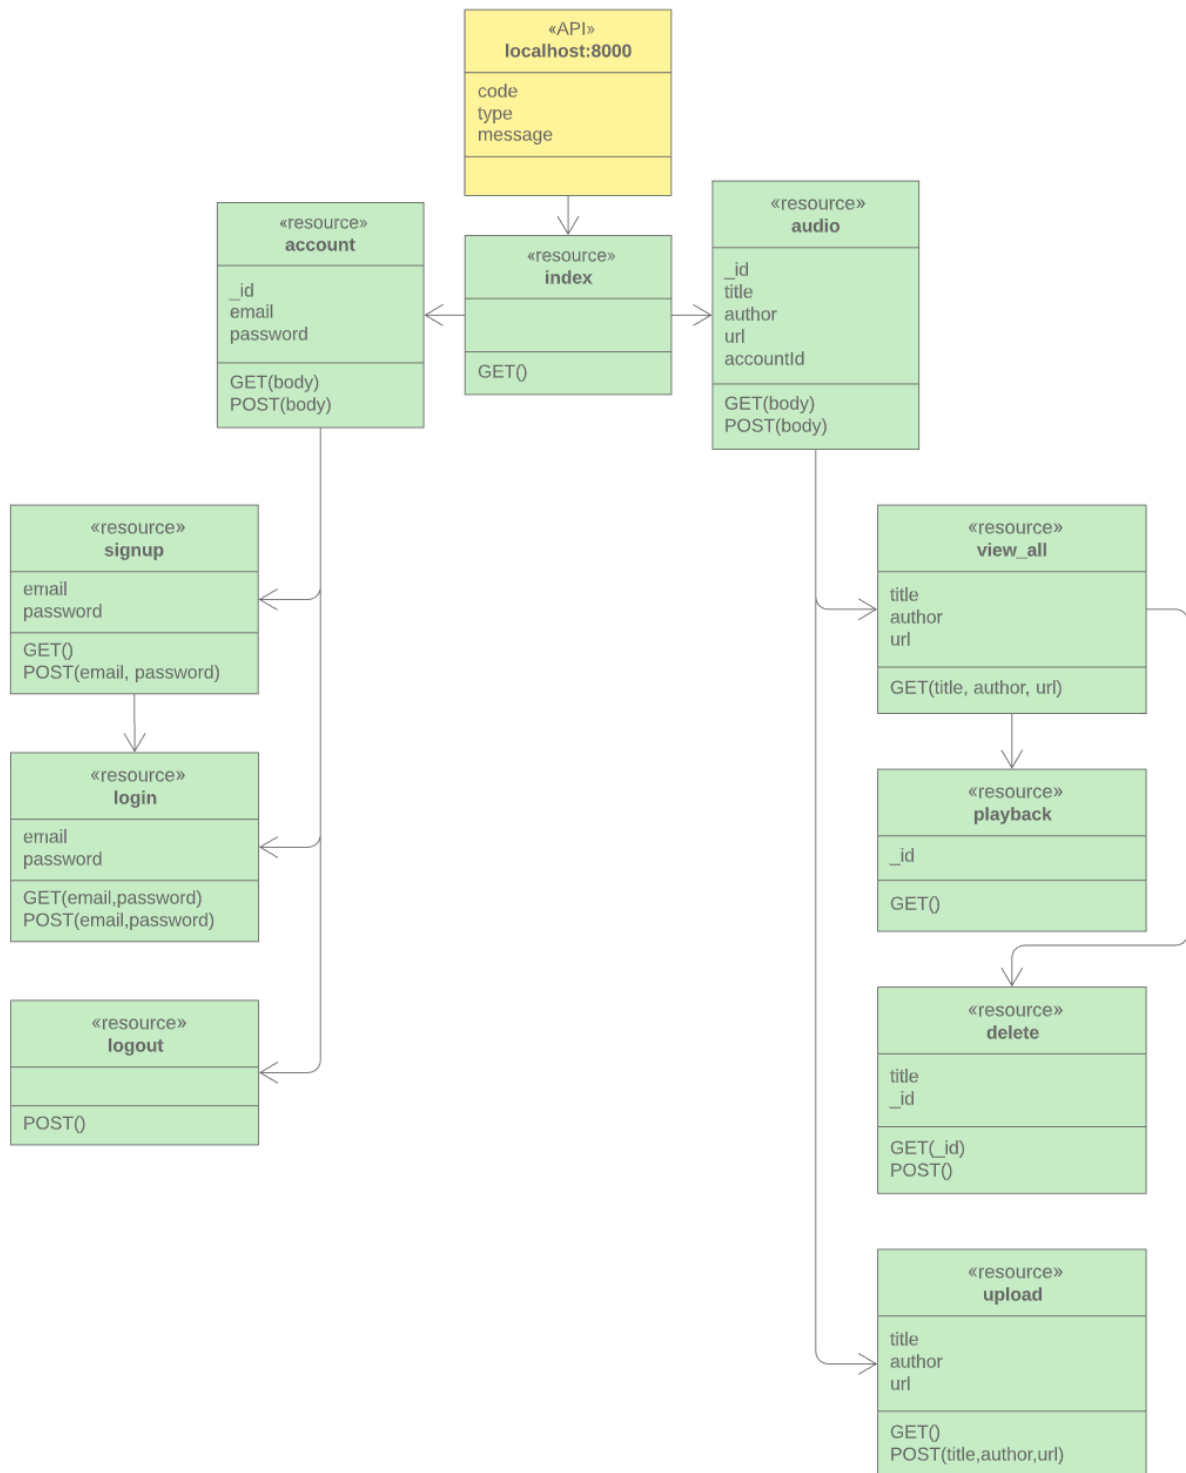 «API»
localhost:8000
code
type
message
«resource»
account
_id
email
password
GET(body)
POST(body)
«resource»
index
GET()
«resource»
audio
_id
title
author
url
accountId
GET(body)
POST(body)
«resource»
signup
email
password
GET()
POST(email, password)
«resource»
login
email
password
GET(email,password)
POST(email,password)
«resource»
logout
POST()
«resource»
view_all
title
author
url
GET(title, author, url)
«resource»
playback
_id
GET()
«resource»
delete
title
_id
GET(_id)
POST()
«resource»
upload
title
author
url
GET()
POST(title,author,url)